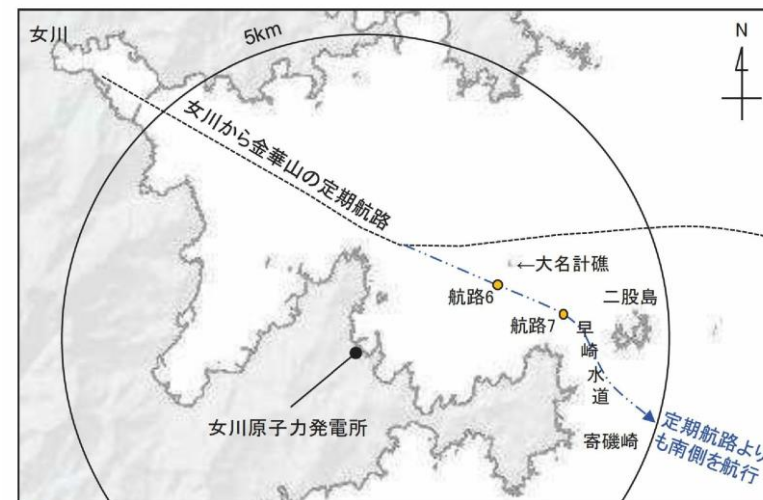 女川
5km
N
女川から金華山の定期航路
←大名計礁
航路6
二股島
航路7
早崎水道
女川原子力発電所
寄磯崎
定期航路より
も南側を航行